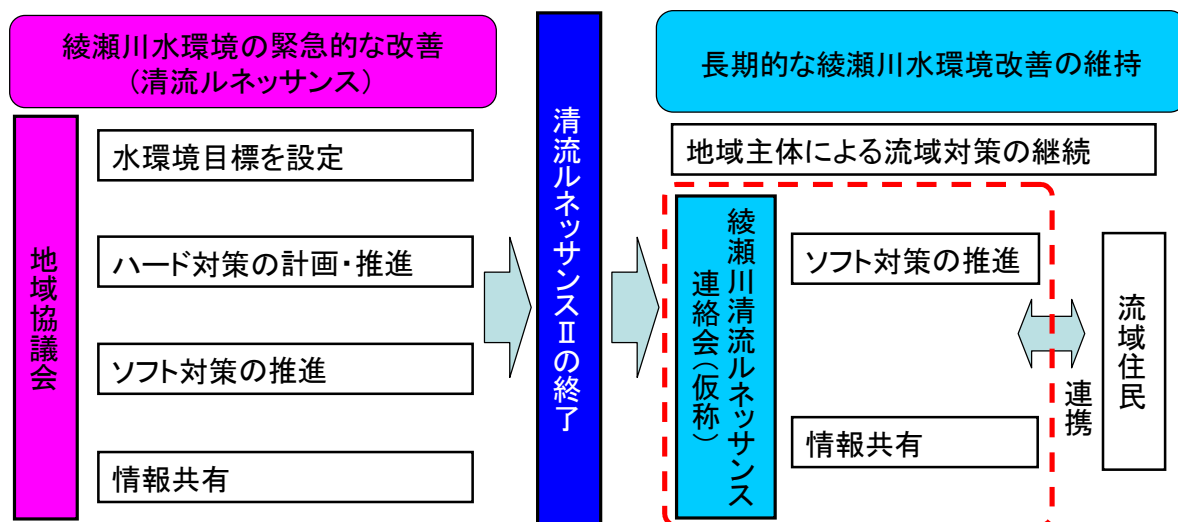 綾瀬川水環境の緊急的な改善
(清流ルネッサンス)
地域協議会
水環境目標を設定
ハード対策の計画・推進
ソフト対策の推進
情報共有
清流ルネッサンスⅡの終了
長期的な綾瀬川水環境改善の維持
地域主体による流域対策の継続
綾瀬川清流ルネッサンス
連絡会(仮称)
ソフト対策の推進
情報共有
連携
流域住民